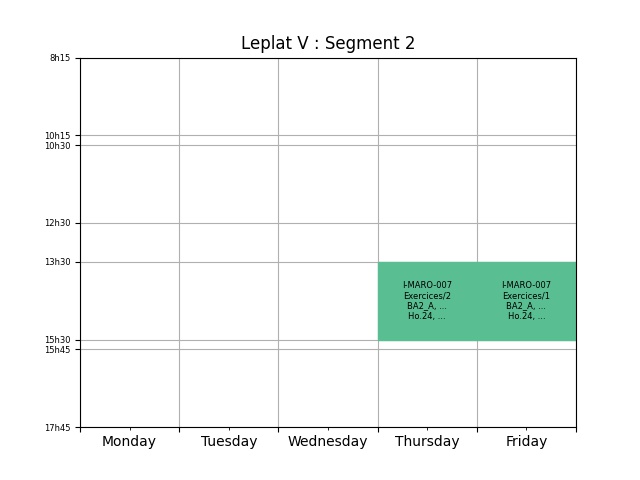 Leplat V : Segment 2
8h15
10h15
10h30
12h30
13h30
I-MARO-007
Exercices/2
BA2_A, ...
Ho.24, ...
I-MARO-007
Exercices/1
BA2_A, ...
Ho.24, ...
15h30
15h45
17h45
Monday Tuesday Wednesday Thursday Friday